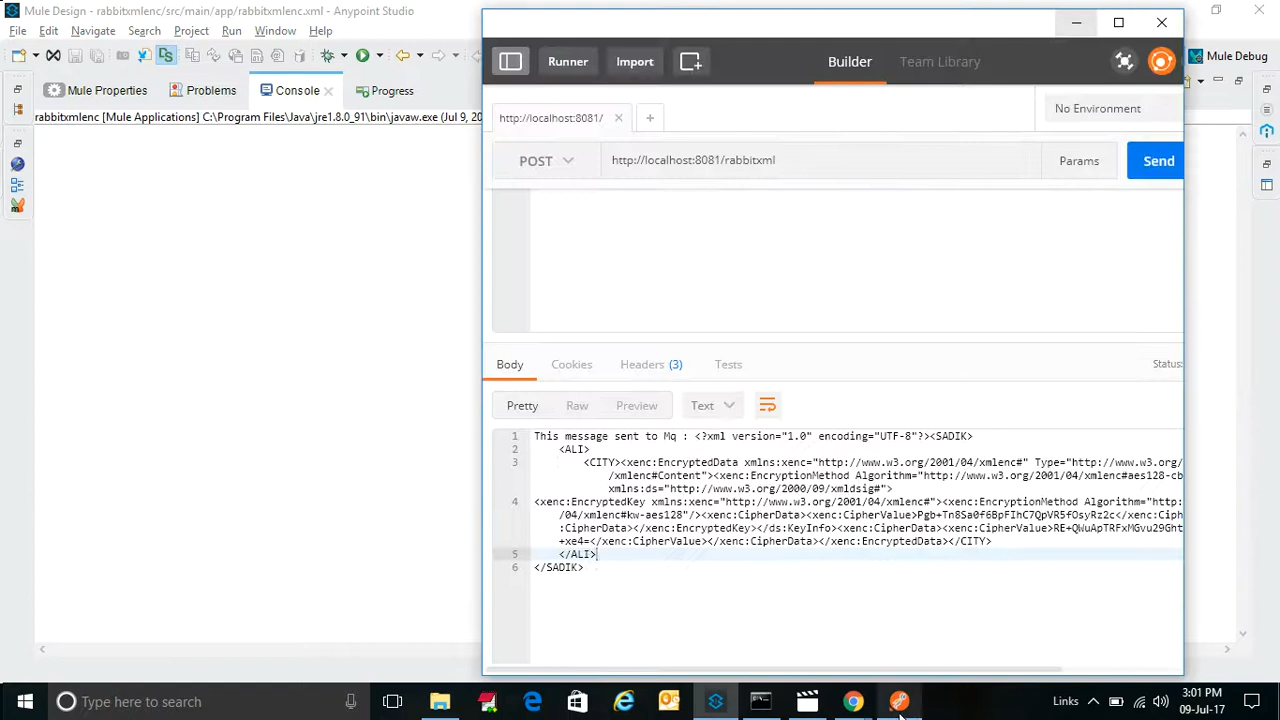 Mule Design - rabbitxmlenc/src/main/app/rabbitxmlenc.xml - Anypoint Studio
File Edit Navigate Search Project Run Window Help
Mule Debug
Mule Properties Problems Console Progress
rabbitxmlenc [Mule Applications] C:\Program Files\Java\jre1.8.0_91\bin\javaw.exe (Jul 9, 20
Runner Import Builder Team Library
http://localhost:8081/ No Environment
POST http://localhost:8081/rabbitxml Params Send
Body Cookies Headers (3) Tests Status:
Pretty Raw Preview Text
1 This message sent to Mq : <?xml version="1.0" encoding="UTF-8"?><SADIK>
2 <ALI>
3 <CITY><xenc:EncryptedData xmlns:xenc="http://www.w3.org/2001/04/xmlenc#" Type="http://www.w3.org/2001/04
/xmlenc#Content"><xenc:EncryptionMethod Algorithm="http://www.w3.org/2001/04/xmlenc#aes128-cb
xmlns:ds="http://www.w3.org/2000/09/xmldsig#">
4 <xenc:EncryptedKey xmlns:xenc="http://www.w3.org/2001/04/xmlenc#"><xenc:EncryptionMethod Algorithm="http:
/04/xmlenc#kw-aes128"/><xenc:CipherData><xenc:CipherValue>Pgb+Tn8Sa0f6BpFIhC7QpVR5fOsyRz2c</xenc:Ciph
:CipherData></xenc:EncryptedKey></ds:KeyInfo><xenc:CipherData><xenc:CipherValue>RE+QWuApTRFxMGvu29Ght
+xe4=</xenc:CipherValue></xenc:CipherData></xenc:EncryptedData></CITY>
5 </ALI>
6 </SADIK>
Type here to search Links 3:01 PM
09-Jul-17